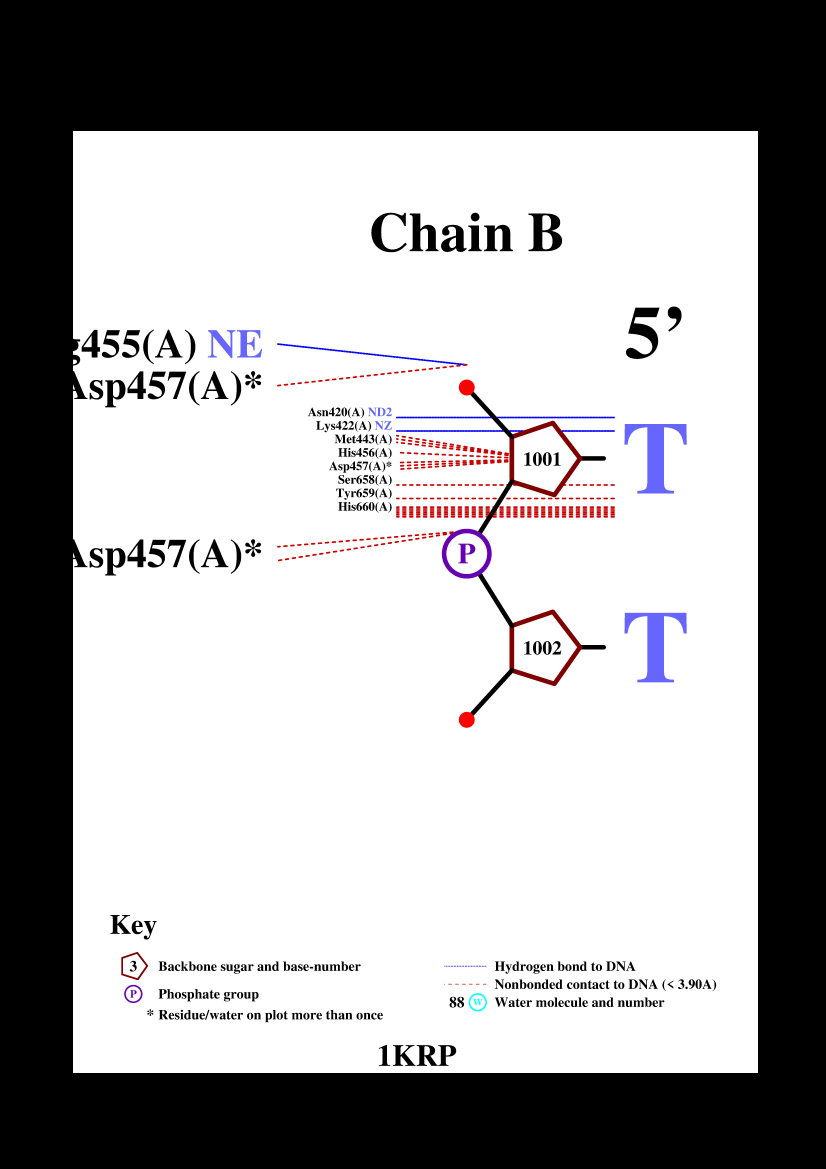 Chain B
5’
g455(A) NE
Asp457(A)*
Asn420(A) ND2
Lys422(A) NZ
Met443(A)
His456(A)
Asp457(A)*
Ser658(A)
Tyr659(A)
His660(A)
1001
T
Asp457(A)*
P
1002
T
Key
3 Backbone sugar and base-number
P Phosphate group
* Residue/water on plot more than once
Hydrogen bond to DNA
Nonbonded contact to DNA (< 3.90A)
88 W Water molecule and number
1KRP